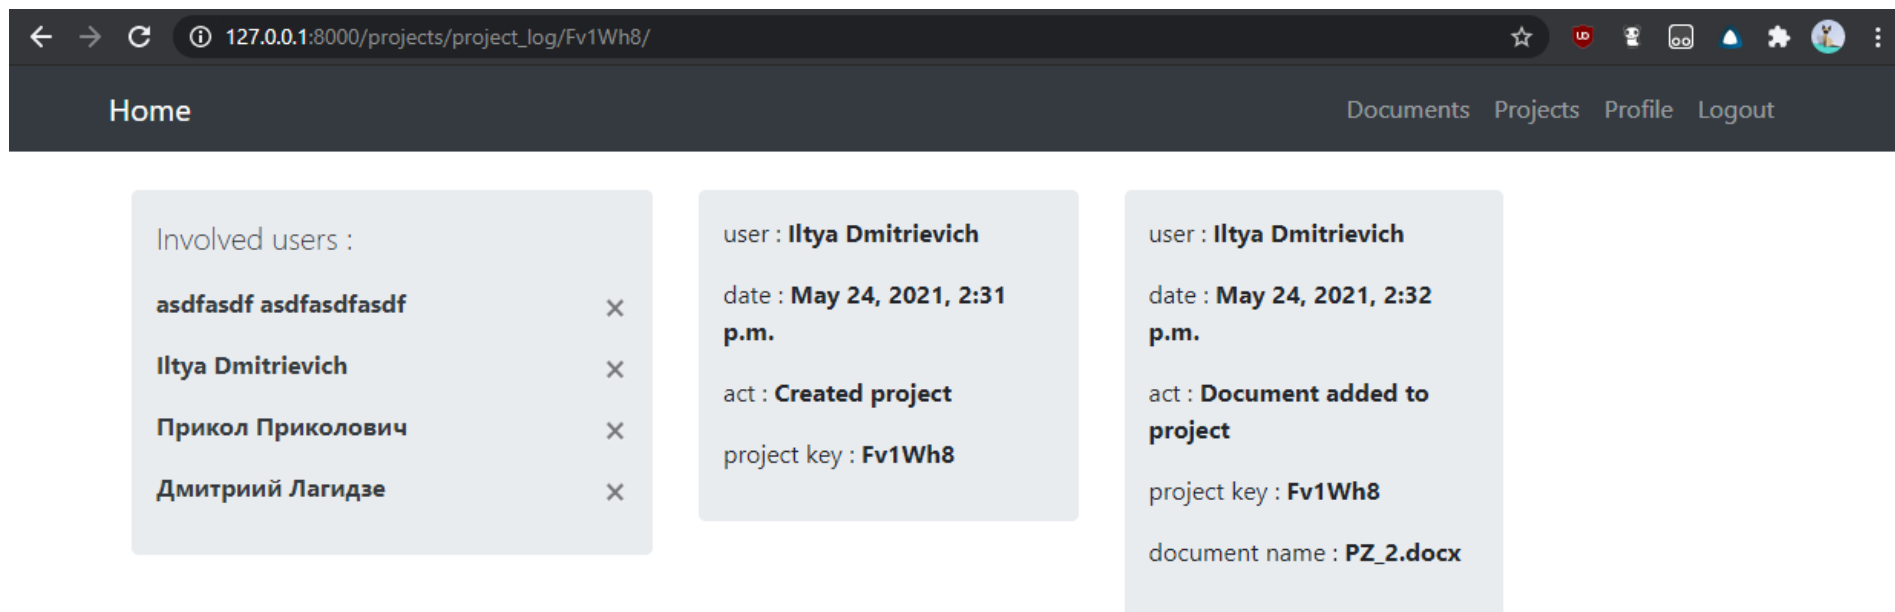 127.0.0.1:8000/projects/project_log/Fv1Wh8/
Home
Documents Projects Profile Logout
Involved users :
asdfasdf asdfasdfasdf
Iltya Dmitrievich
Прикол Приколович
Дмитриий Лагидзе
user : Iltya Dmitrievich
date : May 24, 2021, 2:31
p.m.
act : Created project
project key : Fv1Wh8
user : Iltya Dmitrievich
date : May 24, 2021, 2:32
p.m.
act : Document added to
project
project key : Fv1Wh8
document name : PZ_2.docx